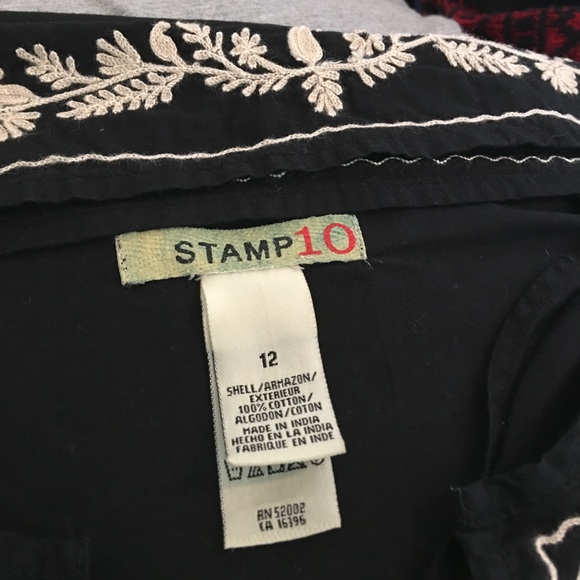 STAMP10
12
SHELL/ARMAZON/
EXTERIEUR
100% COTTON/
ALGODON/COTON
MADE IN INDIA
HECHO EN LA INDIA
FABRIQUE EN INDE
RN 52002
CA 16396